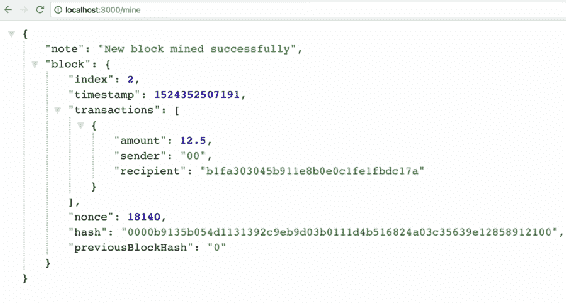 localhost:3000/mine
{
"note": "New block mined successfully",
"block": {
"index": 2,
"timestamp": 1524352507191,
"transactions": [
{
"amount": 12.5,
"sender": "00",
"recipient": "b1fa303045b911e8b0e0c1fe1fbdc17a"
}
],
"nonce": 18140,
"hash": "0000b9135b054d1131392c9eb9d03b0111d4b516824a03c35639e12858912100",
"previousBlockHash": "0"
}
}